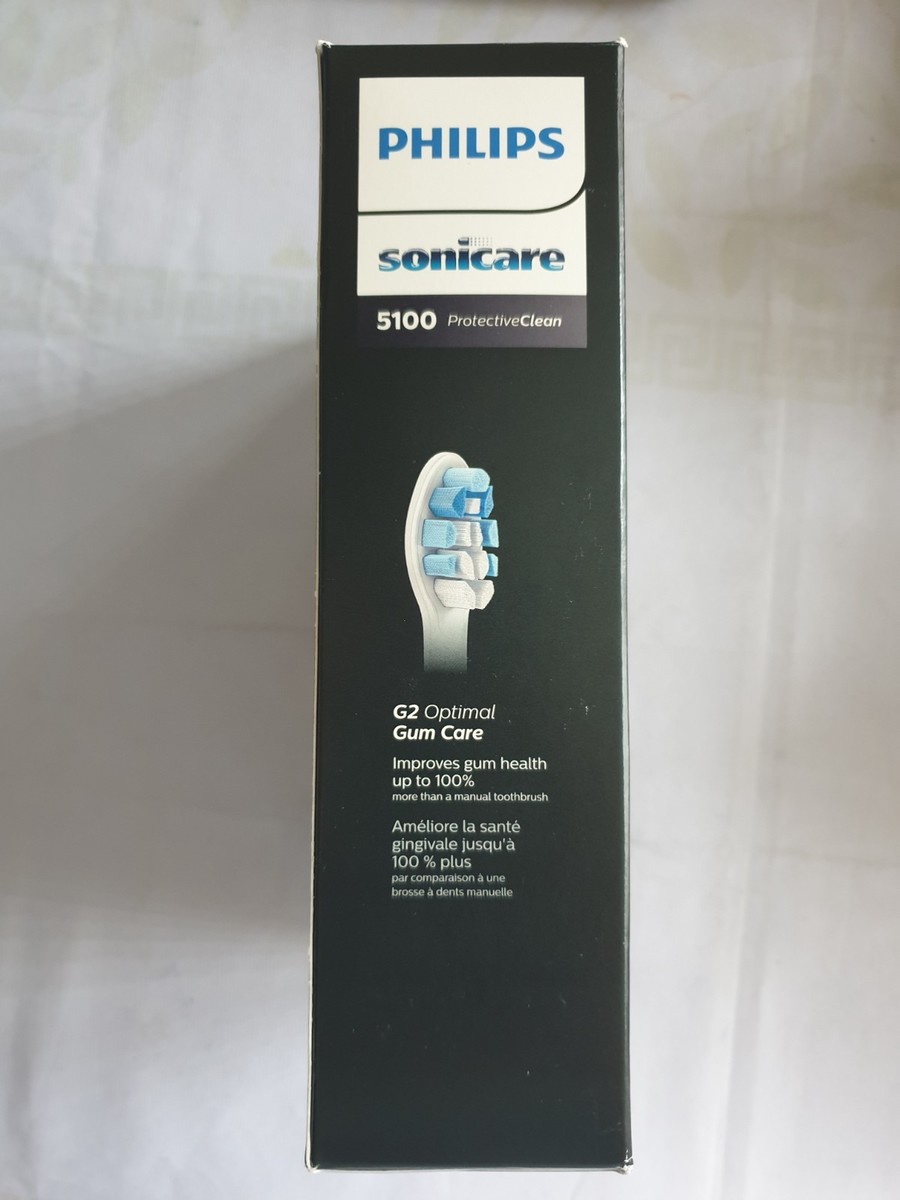 PHILIPS
sonicare
5100 ProtectiveClean
G2 Optimal
Gum Care
Improves gum health
up to 100%
more than a manual toothbrush
Améliore la santé
gingivale jusqu'à
100 % plus
par comparaison à une
brosse à dents manuelle